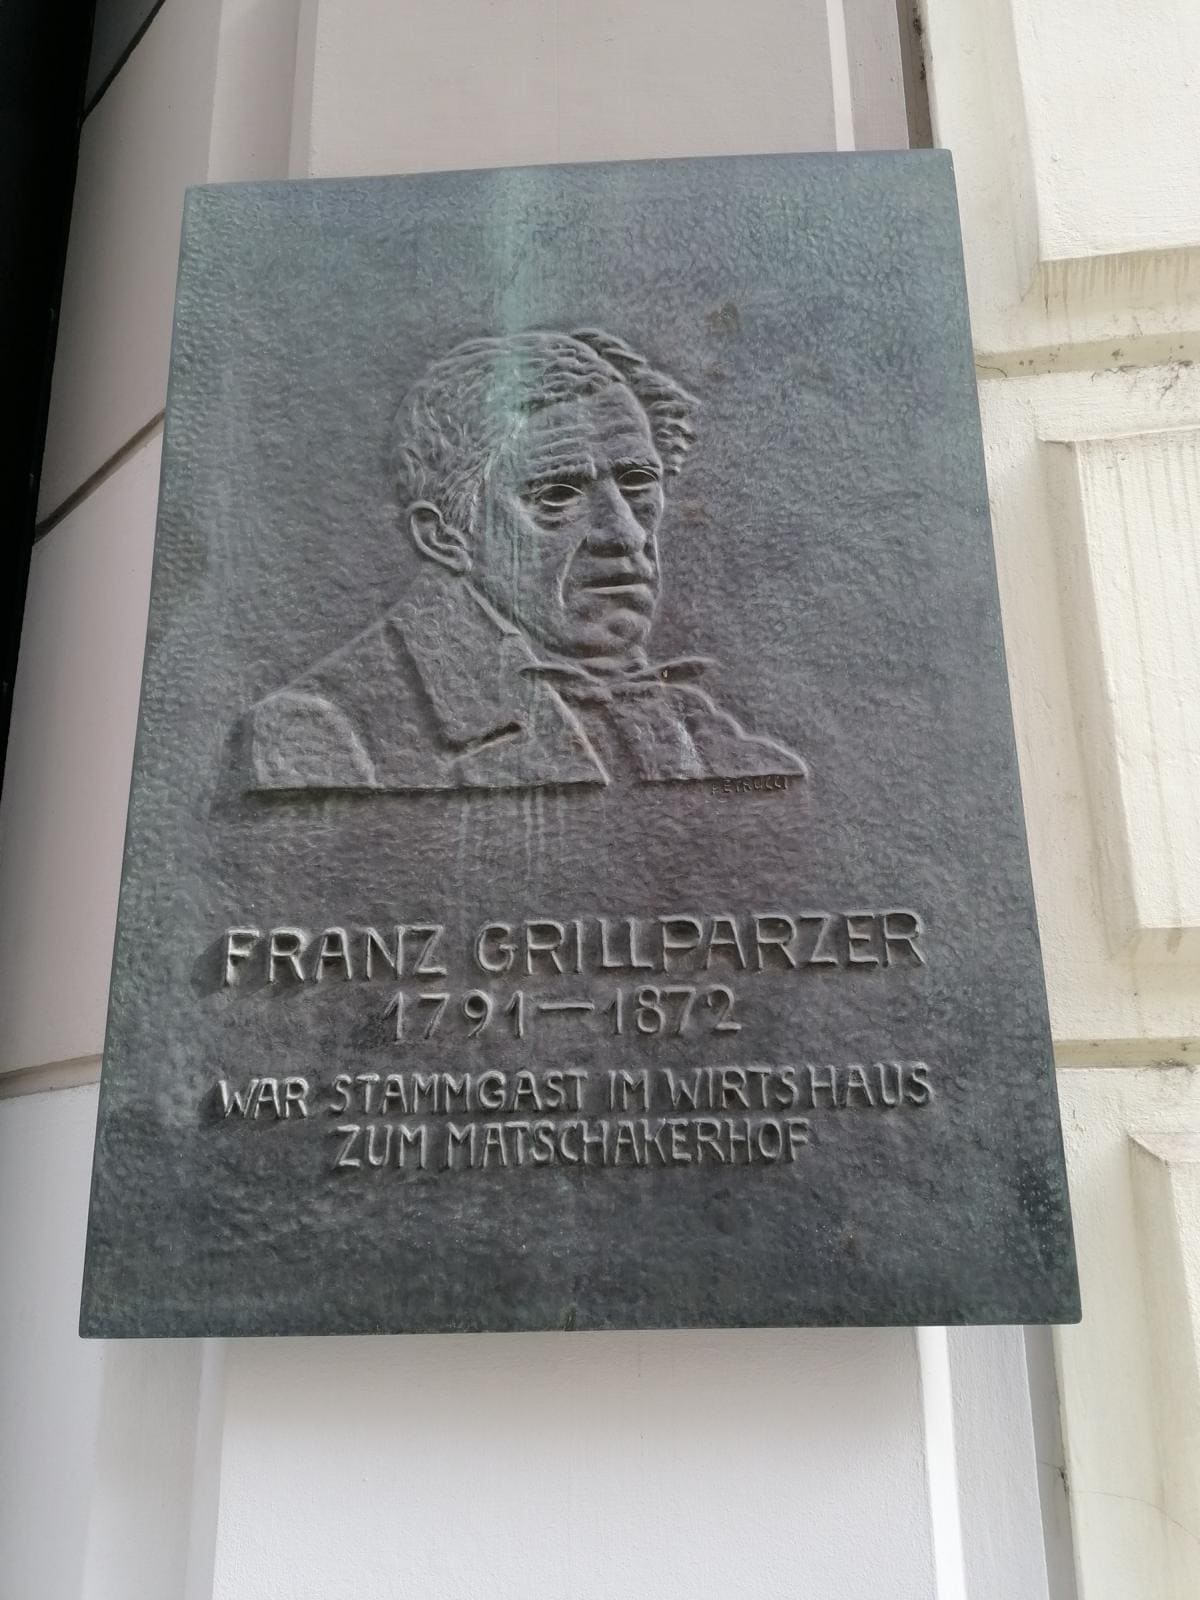 PETRUCCI
FRANZ GRILLPARZER
1791—1872
WAR STAMMGAST IM WIRTSHAUS
ZUM MATSCHAKERHOF